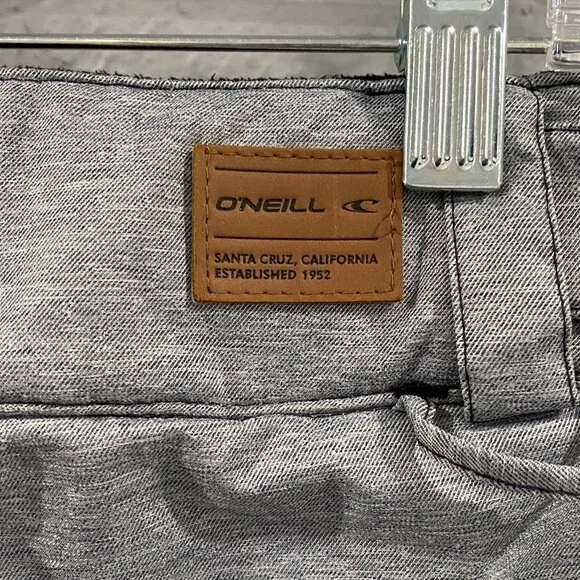 O'NEILL
SANTA CRUZ, CALIFORNIA
ESTABLISHED 1952